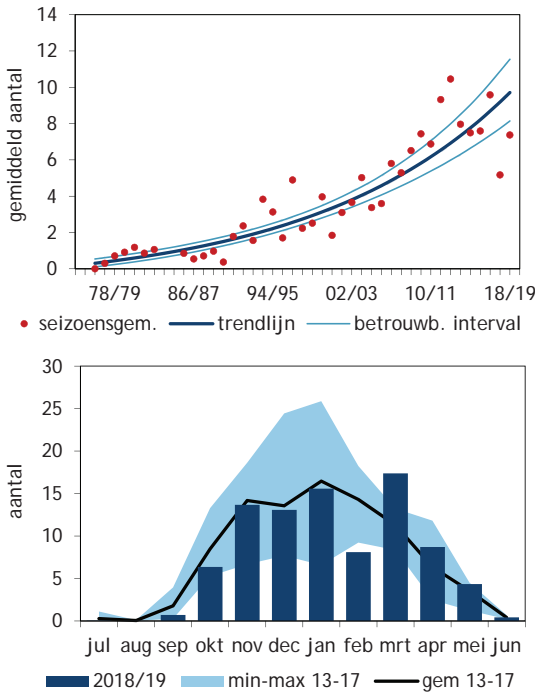 14
12
10
8
6
4
2
0
gemiddeld aantal
78/79 86/87 94/95 02/03 10/11 18/19
seizoensgem. trendlijn betrouwb. interval
30
25
20
15
10
5
0
aantal
jul aug sep okt nov dec jan feb mrt apr mei jun
2018/19 min-max 13-17 gem 13-17